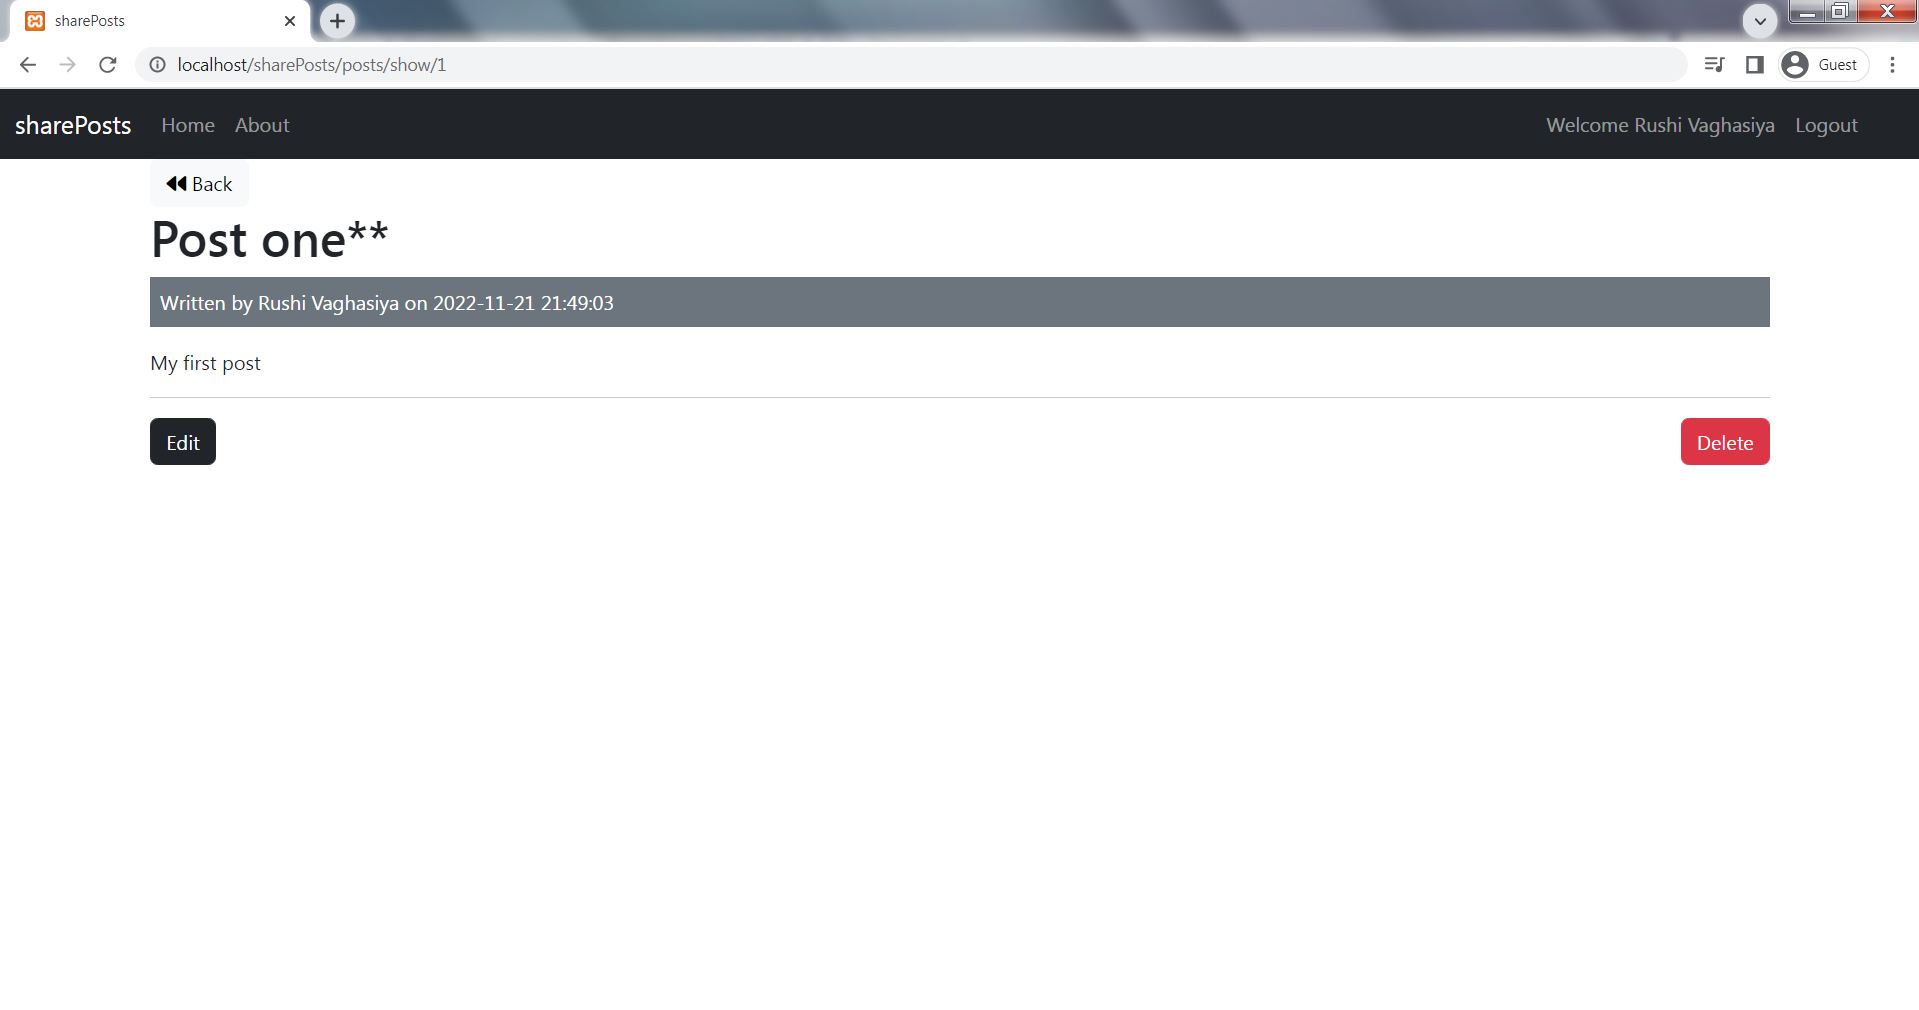 sharePosts
localhost/sharePosts/posts/show/1
Guest
sharePosts Home About Welcome Rushi Vaghasiya Logout
Back
Post one**
Written by Rushi Vaghasiya on 2022-11-21 21:49:03
My first post
Edit Delete